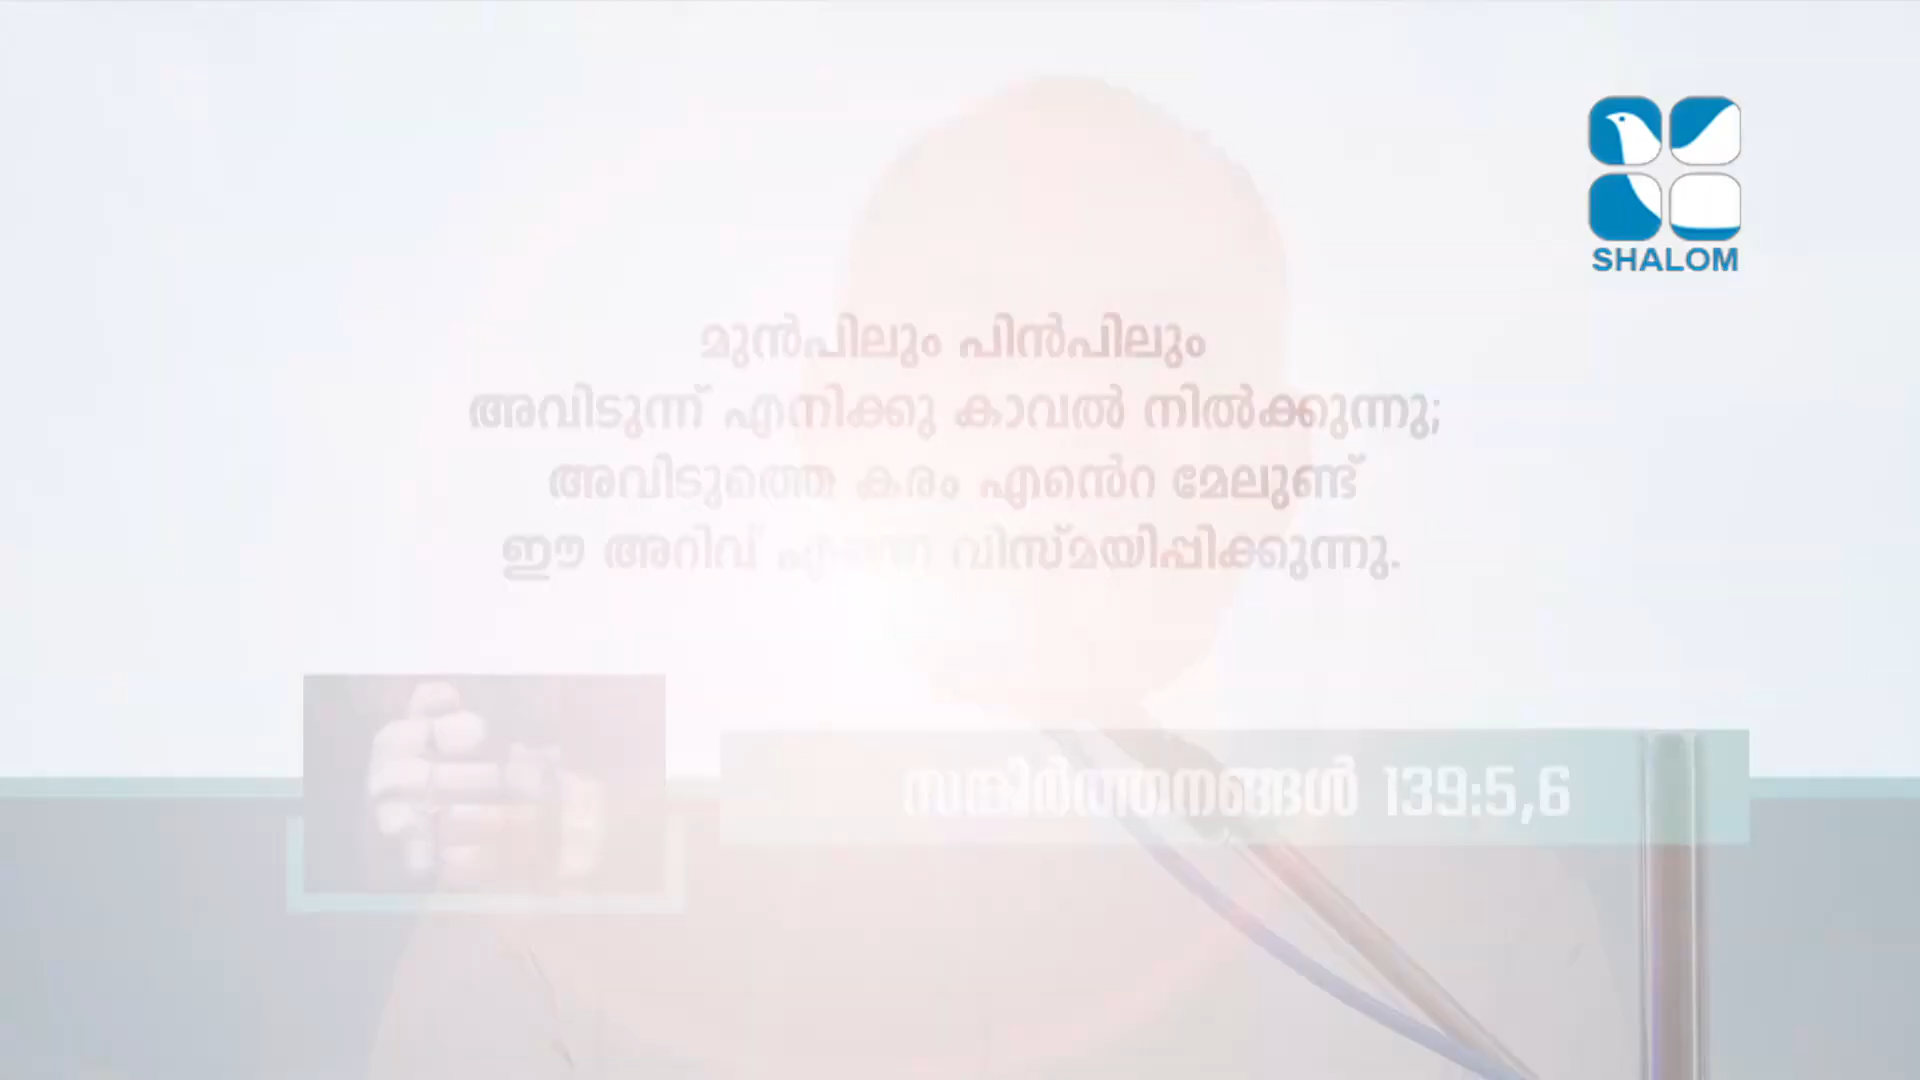 SHALOM
മുൻപിലും പിൻപിലും
അവിടുന്ന് എനിക്കു കാവൽ നിൽക്കുന്നു;
അവിടുത്തെ കരം എൻെറ മേലുണ്ട്
ഈ അറിവ് എന്നെ വിസ്മയിപ്പിക്കുന്നു.
സങ്കീർത്തനങ്ങൾ 139:5,6